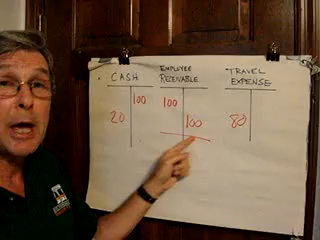 CASH
EMPLOYEE
RECEIVABLE
TRAVEL
EXPENSE
100 100
20 100 80